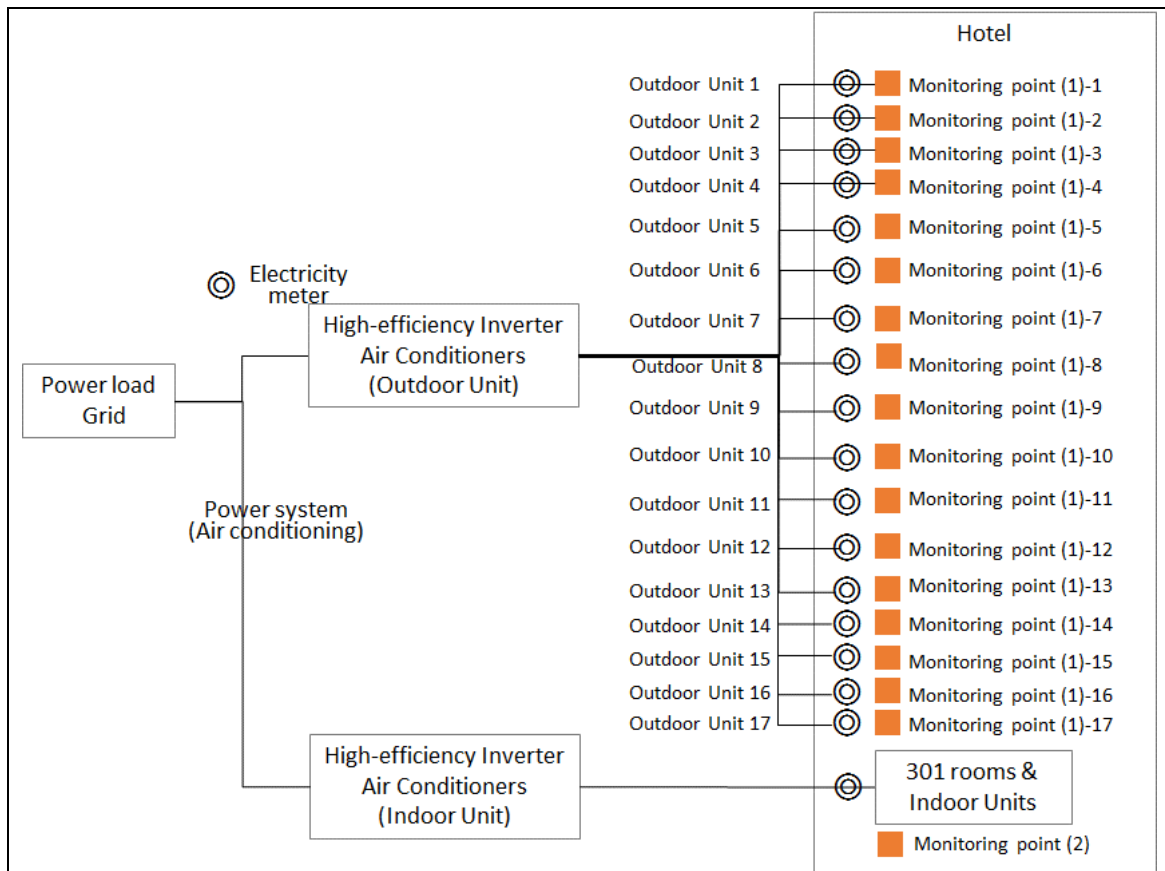 Hotel
Outdoor Unit 1
Monitoring point (1)-1
Outdoor Unit 2
Monitoring point (1)-2
Outdoor Unit 3
Monitoring point (1)-3
Outdoor Unit 4
Monitoring point (1)-4
Outdoor Unit 5
Monitoring point (1)-5
Outdoor Unit 6
Monitoring point (1)-6
Electricity
meter
High-efficiency Inverter
Air Conditioners
(Outdoor Unit)
Outdoor Unit 7
Monitoring point (1)-7
Outdoor Unit 8
Monitoring point (1)-8
Power load
Grid
Outdoor Unit 9
Monitoring point (1)-9
Outdoor Unit 10
Monitoring point (1)-10
Outdoor Unit 11
Monitoring point (1)-11
Power system
(Air conditioning)
Outdoor Unit 12
Monitoring point (1)-12
Outdoor Unit 13
Monitoring point (1)-13
Outdoor Unit 14
Monitoring point (1)-14
Outdoor Unit 15
Monitoring point (1)-15
Outdoor Unit 16
Monitoring point (1)-16
Outdoor Unit 17
Monitoring point (1)-17
High-efficiency Inverter
Air Conditioners
(Indoor Unit)
301 rooms &
Indoor Units
Monitoring point (2)